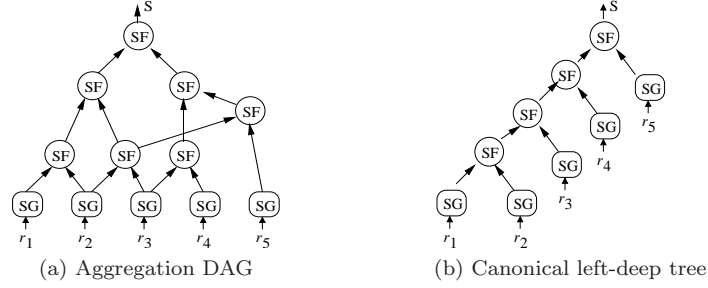 S
SF
SF SF
SF
SF SF SF
SG SG SG SG SG
r1 r2 r3 r4 r5
(a) Aggregation DAG
S
SF
SF
SG
r5
SF
SG
r4
SF
SG
r3
SG SG
r1 r2
(b) Canonical left-deep tree